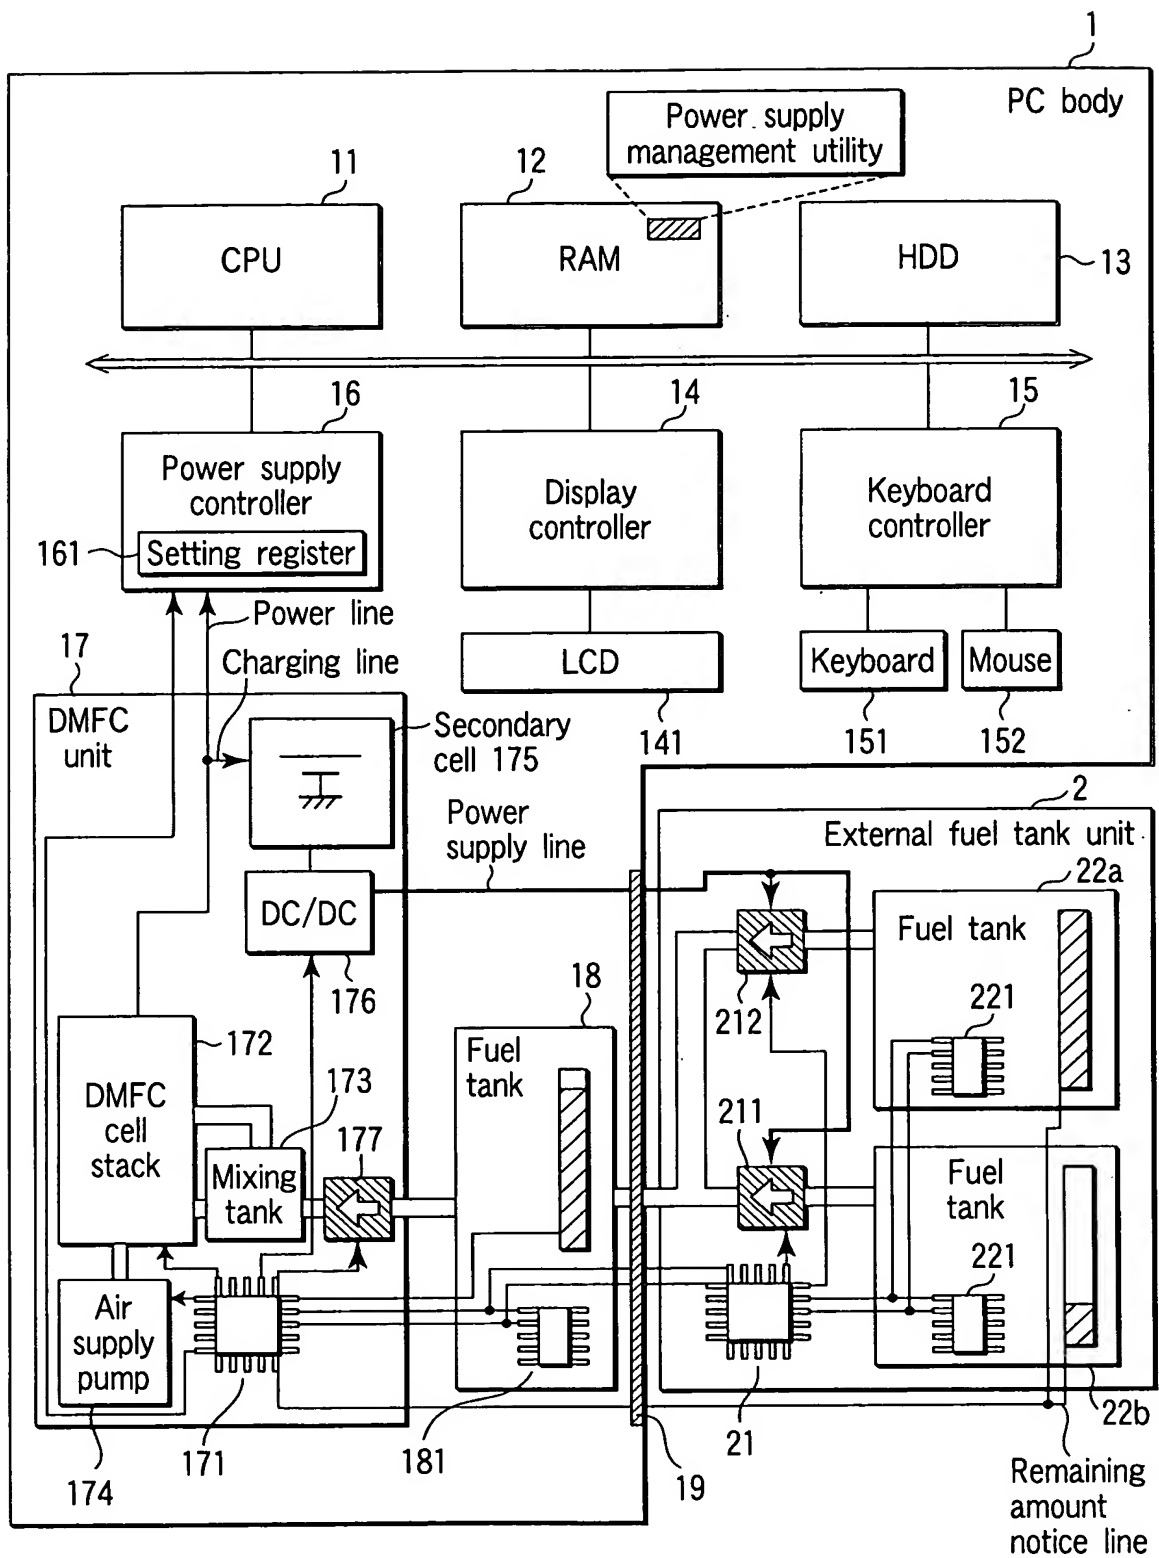 1
PC body
Power supply
management utility
11
12
CPU
RAM
HDD
13
16
14
15
Power supply
controller
161
Setting register
Display
controller
Keyboard
controller
Power line
Charging line
LCD
Keyboard
Mouse
141
151
152
17
DMFC
unit
Secondary
cell 175
Power
supply line
DC/DC
176
2
External fuel tank unit
22a
Fuel tank
212
221
18
Fuel
tank
172
DMFC
cell
stack
173
177
Mixing
tank
211
Fuel
tank
221
Air
supply
pump
174
171
181
19
21
22b
Remaining
amount
notice line